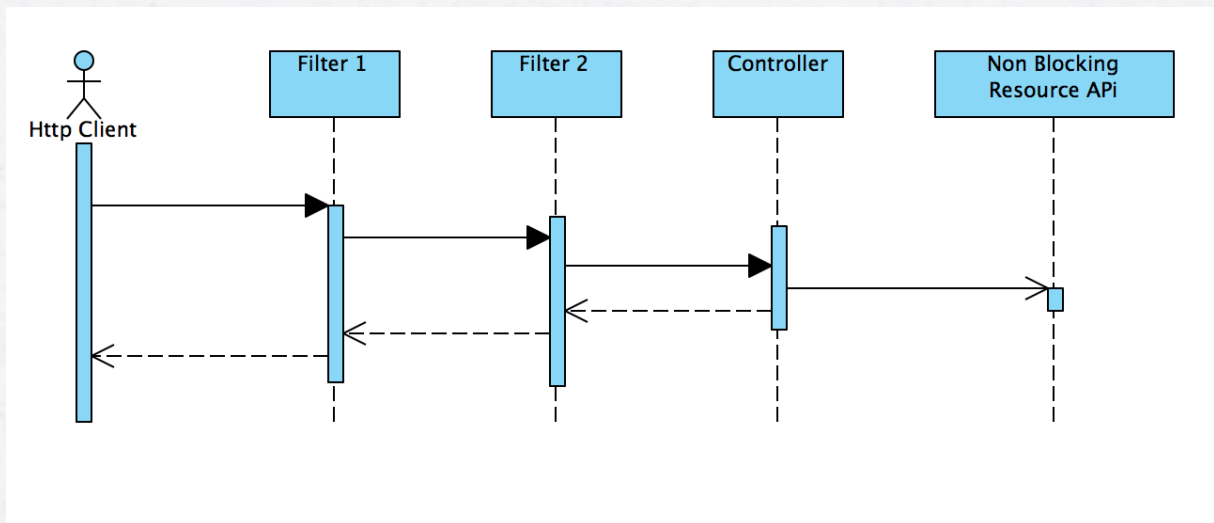 Http Client
Filter 1
Filter 2
Controller
Non Blocking
Resource APi